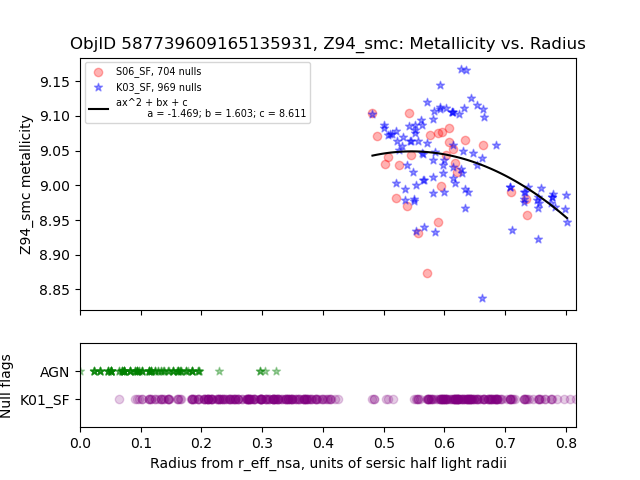 ObjID 587739609165135931, Z94_smc: Metallicity vs. Radius
S06_SF, 704 nulls
K03_SF, 969 nulls
ax^2 + bx + c
a = -1.469; b = 1.603; c = 8.611
Z94_smc metallicity
9.15
9.10
9.05
9.00
8.95
8.90
8.85
Null flags
AGN
K01_SF
0.0 0.1 0.2 0.3 0.4 0.5 0.6 0.7 0.8
Radius from r_eff_nsa, units of sersic half light radii